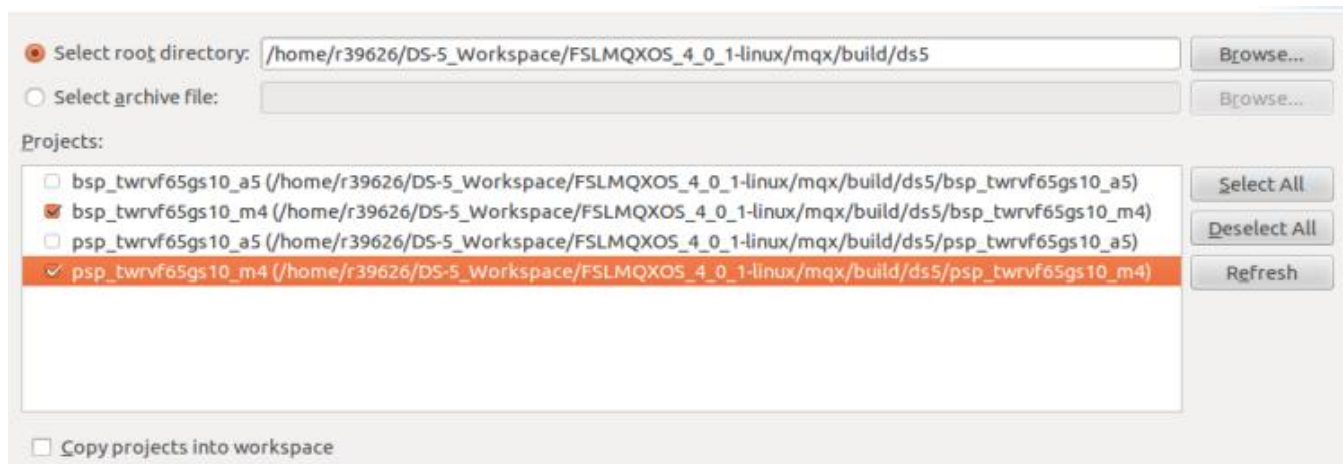 Select root directory: /home/r39626/DS-5_Workspace/FSLMQXOS_4_0_1-linux/mqx/build/ds5 Browse...
Select archive file: Browse...
Projects:
bsp_twrvf65gs10_a5 (/home/r39626/DS-5_Workspace/FSLMQXOS_4_0_1-linux/mqx/build/ds5/bsp_twrvf65gs10_a5) Select All
bsp_twrvf65gs10_m4 (/home/r39626/DS-5_Workspace/FSLMQXOS_4_0_1-linux/mqx/build/ds5/bsp_twrvf65gs10_m4)
Deselect All
psp_twrvf65gs10_a5 (/home/r39626/DS-5_Workspace/FSLMQXOS_4_0_1-linux/mqx/build/ds5/psp_twrvf65gs10_a5)
psp_twrvf65gs10_m4 (/home/r39626/DS-5_Workspace/FSLMQXOS_4_0_1-linux/mqx/build/ds5/psp_twrvf65gs10_m4) Refresh
Copy projects into workspace